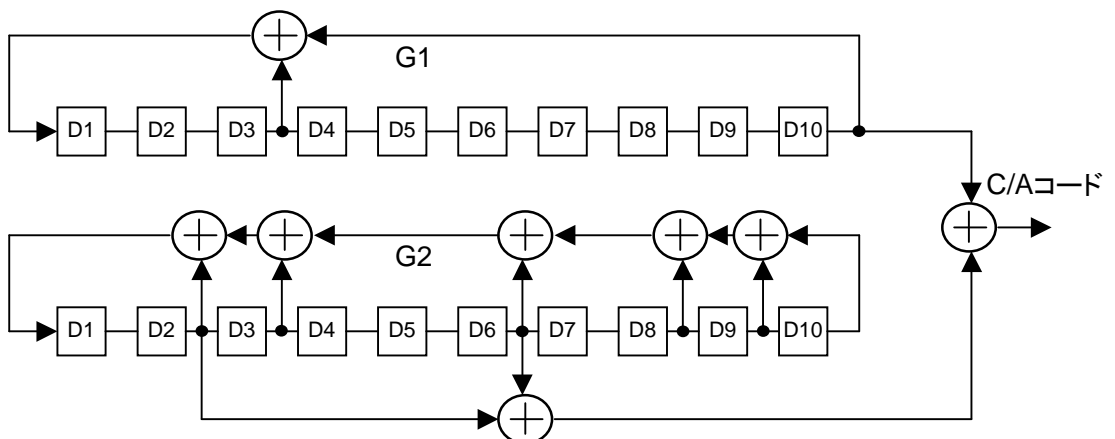 G1
D1 D2 D3 D4 D5 D6 D7 D8 D9 D10
C/Aコード
G2
D1 D2 D3 D4 D5 D6 D7 D8 D9 D10